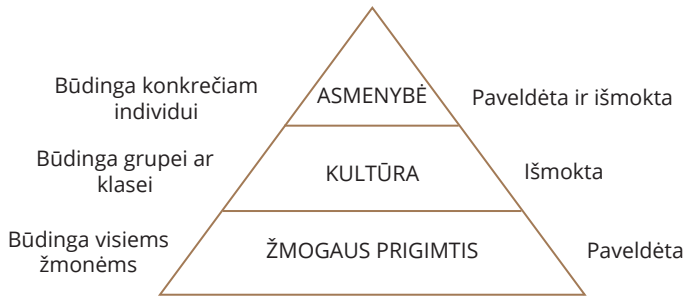 Būdinga konkrečiam
individui
ASMENYBĖ
Paveldėta ir išmokta
Būdinga grupei ar
klasei
KULTŪRA
Išmokta
Būdinga visiems
žmonėms
ŽMOGAUS PRIGIMTIS
Paveldėta